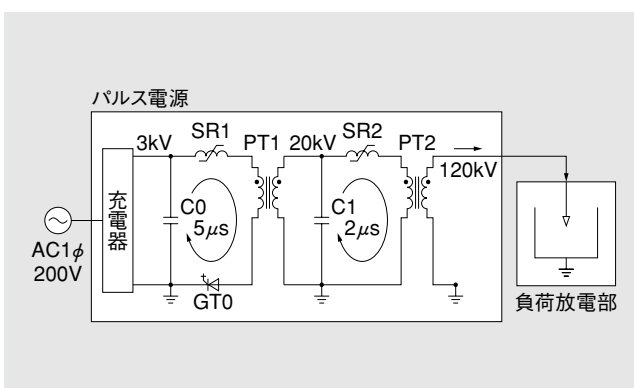 パルス電源
3kV
SR1
PT1
20kV
SR2
PT2
120kV
充電器
C0
5μs
C1
2μs
AC1φ
200V
GT0
負荷放電部